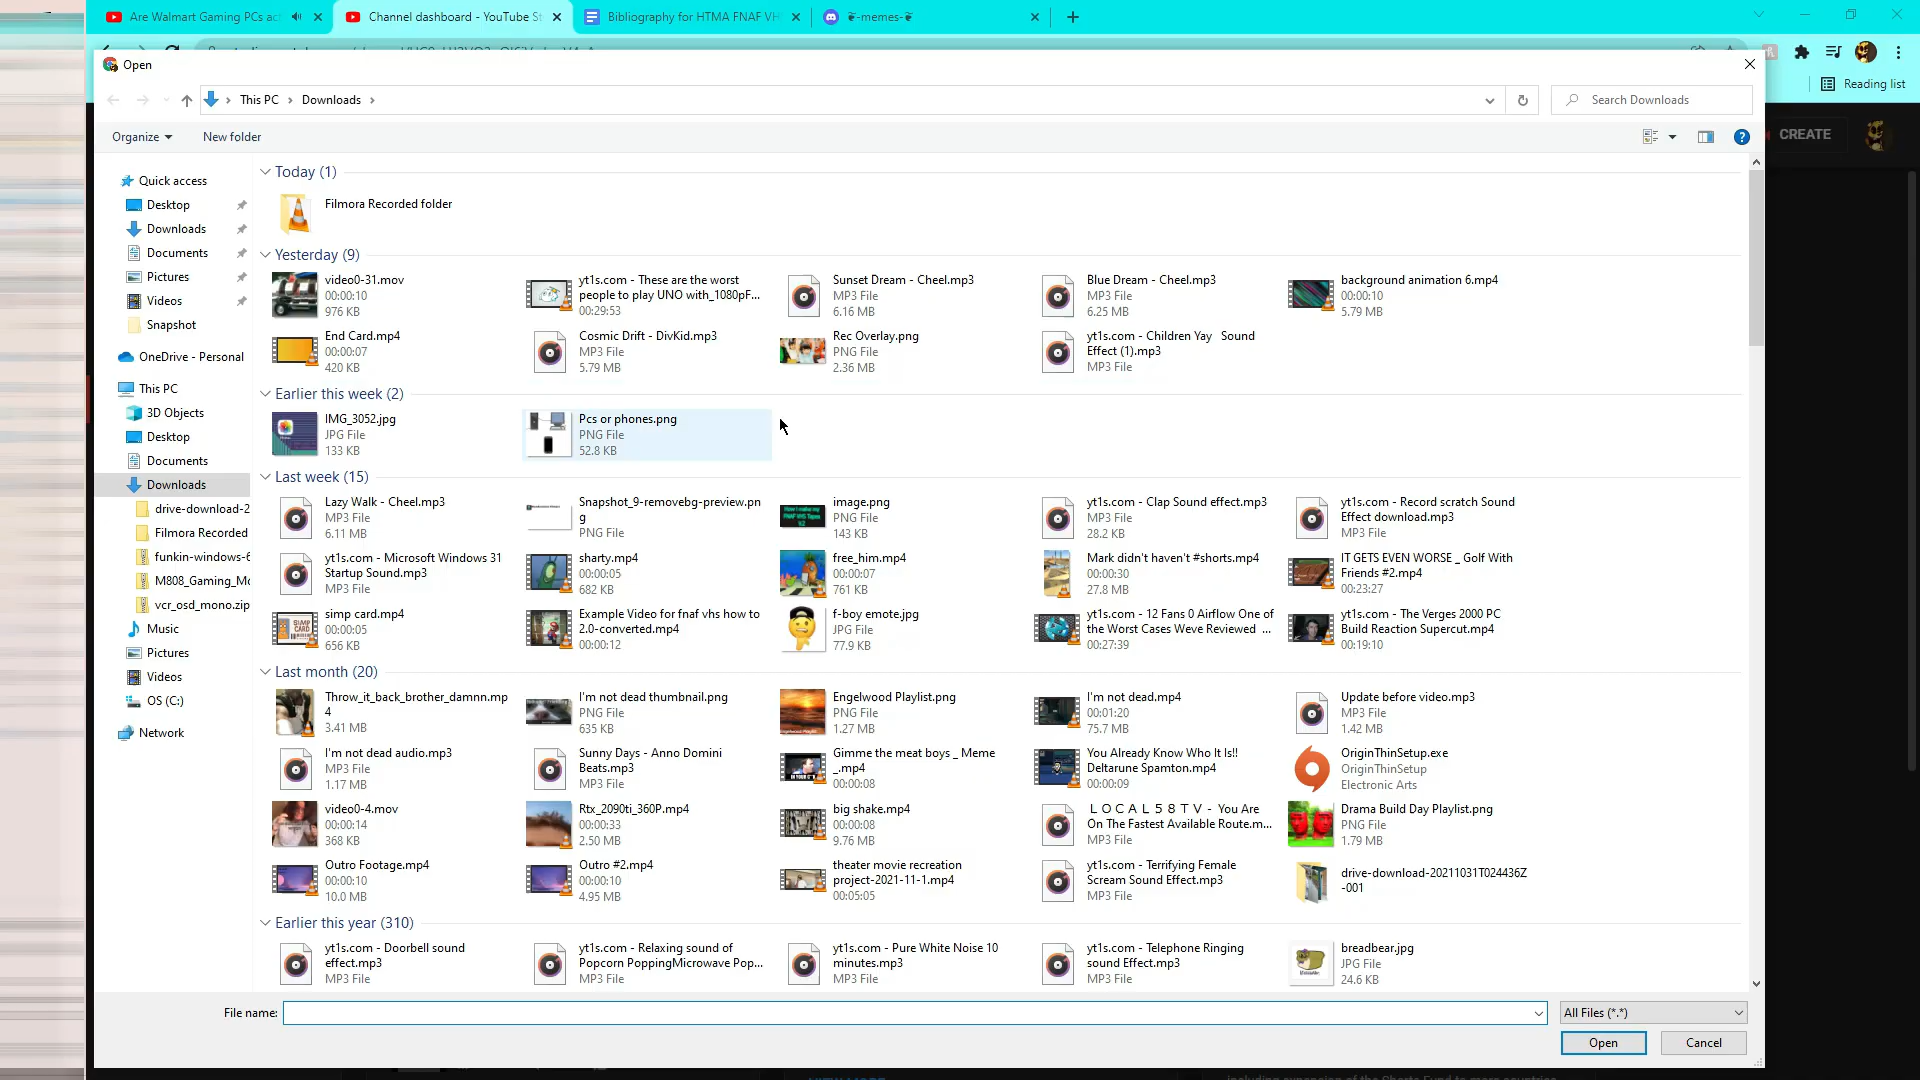 Are Walmart Gaming PCs act
Channel dashboard - YouTube St
Bibliography for HTMA FNAF VH
❦-memes-❦
Reading list
Open
This PC
Downloads
Search Downloads
Organize
New folder
CREATE
Quick access
Desktop
Downloads
Documents
Pictures
Videos
Snapshot
OneDrive - Personal
This PC
3D Objects
Desktop
Documents
Downloads
drive-download-2
Filmora Recorded
funkin-windows-6
M808_Gaming_Mo
vcr_osd_mono.zip
Music
Pictures
Videos
OS (C:)
Network
Today (1)
Filmora Recorded folder
Yesterday (9)
video0-31.mov
00:00:10
976 KB
yt1s.com - These are the worst
people to play UNO with_1080pF...
00:29:53
Sunset Dream - Cheel.mp3
MP3 File
6.16 MB
Blue Dream - Cheel.mp3
MP3 File
6.25 MB
background animation 6.mp4
00:00:10
5.79 MB
End Card.mp4
00:00:07
420 KB
Cosmic Drift - DivKid.mp3
MP3 File
5.79 MB
Rec Overlay.png
PNG File
2.36 MB
yt1s.com - Children Yay Sound
Effect (1).mp3
MP3 File
Earlier this week (2)
IMG_3052.jpg
JPG File
133 KB
Pcs or phones.png
PNG File
52.8 KB
Last week (15)
Lazy Walk - Cheel.mp3
MP3 File
6.11 MB
Snapshot_9-removebg-preview.pn
g
PNG File
image.png
PNG File
143 KB
yt1s.com - Clap Sound effect.mp3
MP3 File
28.2 KB
yt1s.com - Record scratch Sound
Effect download.mp3
MP3 File
yt1s.com - Microsoft Windows 31
Startup Sound.mp3
MP3 File
sharty.mp4
00:00:05
682 KB
free_him.mp4
00:00:07
761 KB
Mark didn't haven't #shorts.mp4
00:00:30
27.8 MB
IT GETS EVEN WORSE _ Golf With
Friends #2.mp4
00:23:27
simp card.mp4
00:00:05
656 KB
Example Video for fnaf vhs how to
2.0-converted.mp4
00:00:12
f-boy emote.jpg
JPG File
77.9 KB
yt1s.com - 12 Fans 0 Airflow One of
the Worst Cases Weve Reviewed ...
00:27:39
yt1s.com - The Verges 2000 PC
Build Reaction Supercut.mp4
00:19:10
Last month (20)
Throw_it_back_brother_damnn.mp
4
3.41 MB
I'm not dead thumbnail.png
PNG File
635 KB
Engelwood Playlist.png
PNG File
1.27 MB
I'm not dead.mp4
00:01:20
75.7 MB
Update before video.mp3
MP3 File
1.42 MB
I'm not dead audio.mp3
MP3 File
1.17 MB
Sunny Days - Anno Domini
Beats.mp3
MP3 File
Gimme the meat boys _ Meme
_.mp4
00:00:08
You Already Know Who It Is!!
Deltarune Spamton.mp4
00:00:09
OriginThinSetup.exe
OriginThinSetup
Electronic Arts
video0-4.mov
00:00:14
368 KB
Rtx_2090ti_360P.mp4
00:00:33
2.50 MB
big shake.mp4
00:00:08
9.76 MB
ＬＯＣＡＬ５８ＴＶ - You Are
On The Fastest Available Route.m...
MP3 File
Drama Build Day Playlist.png
PNG File
1.79 MB
Outro Footage.mp4
00:00:10
10.0 MB
Outro #2.mp4
00:00:10
4.95 MB
theater movie recreation
project-2021-11-1.mp4
00:05:05
yt1s.com - Terrifying Female
Scream Sound Effect.mp3
MP3 File
drive-download-20211031T024436Z
-001
Earlier this year (310)
yt1s.com - Doorbell sound
effect.mp3
MP3 File
yt1s.com - Relaxing sound of
Popcorn PoppingMicrowave Pop...
MP3 File
yt1s.com - Pure White Noise 10
minutes.mp3
MP3 File
yt1s.com - Telephone Ringing
sound Effect.mp3
MP3 File
breadbear.jpg
JPG File
24.6 KB
File name:
All Files (*.*)
Open
Cancel